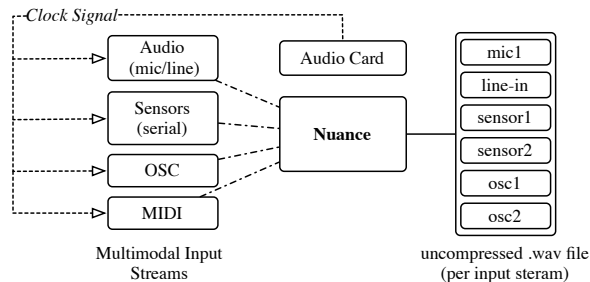 Clock Signal
Audio
(mic/line)
Sensors
(serial)
OSC
MIDI
Multimodal Input
Streams
Audio Card
Nuance
mic1
line-in
sensor1
sensor2
osc1
osc2
uncompressed .wav file
(per input steram)